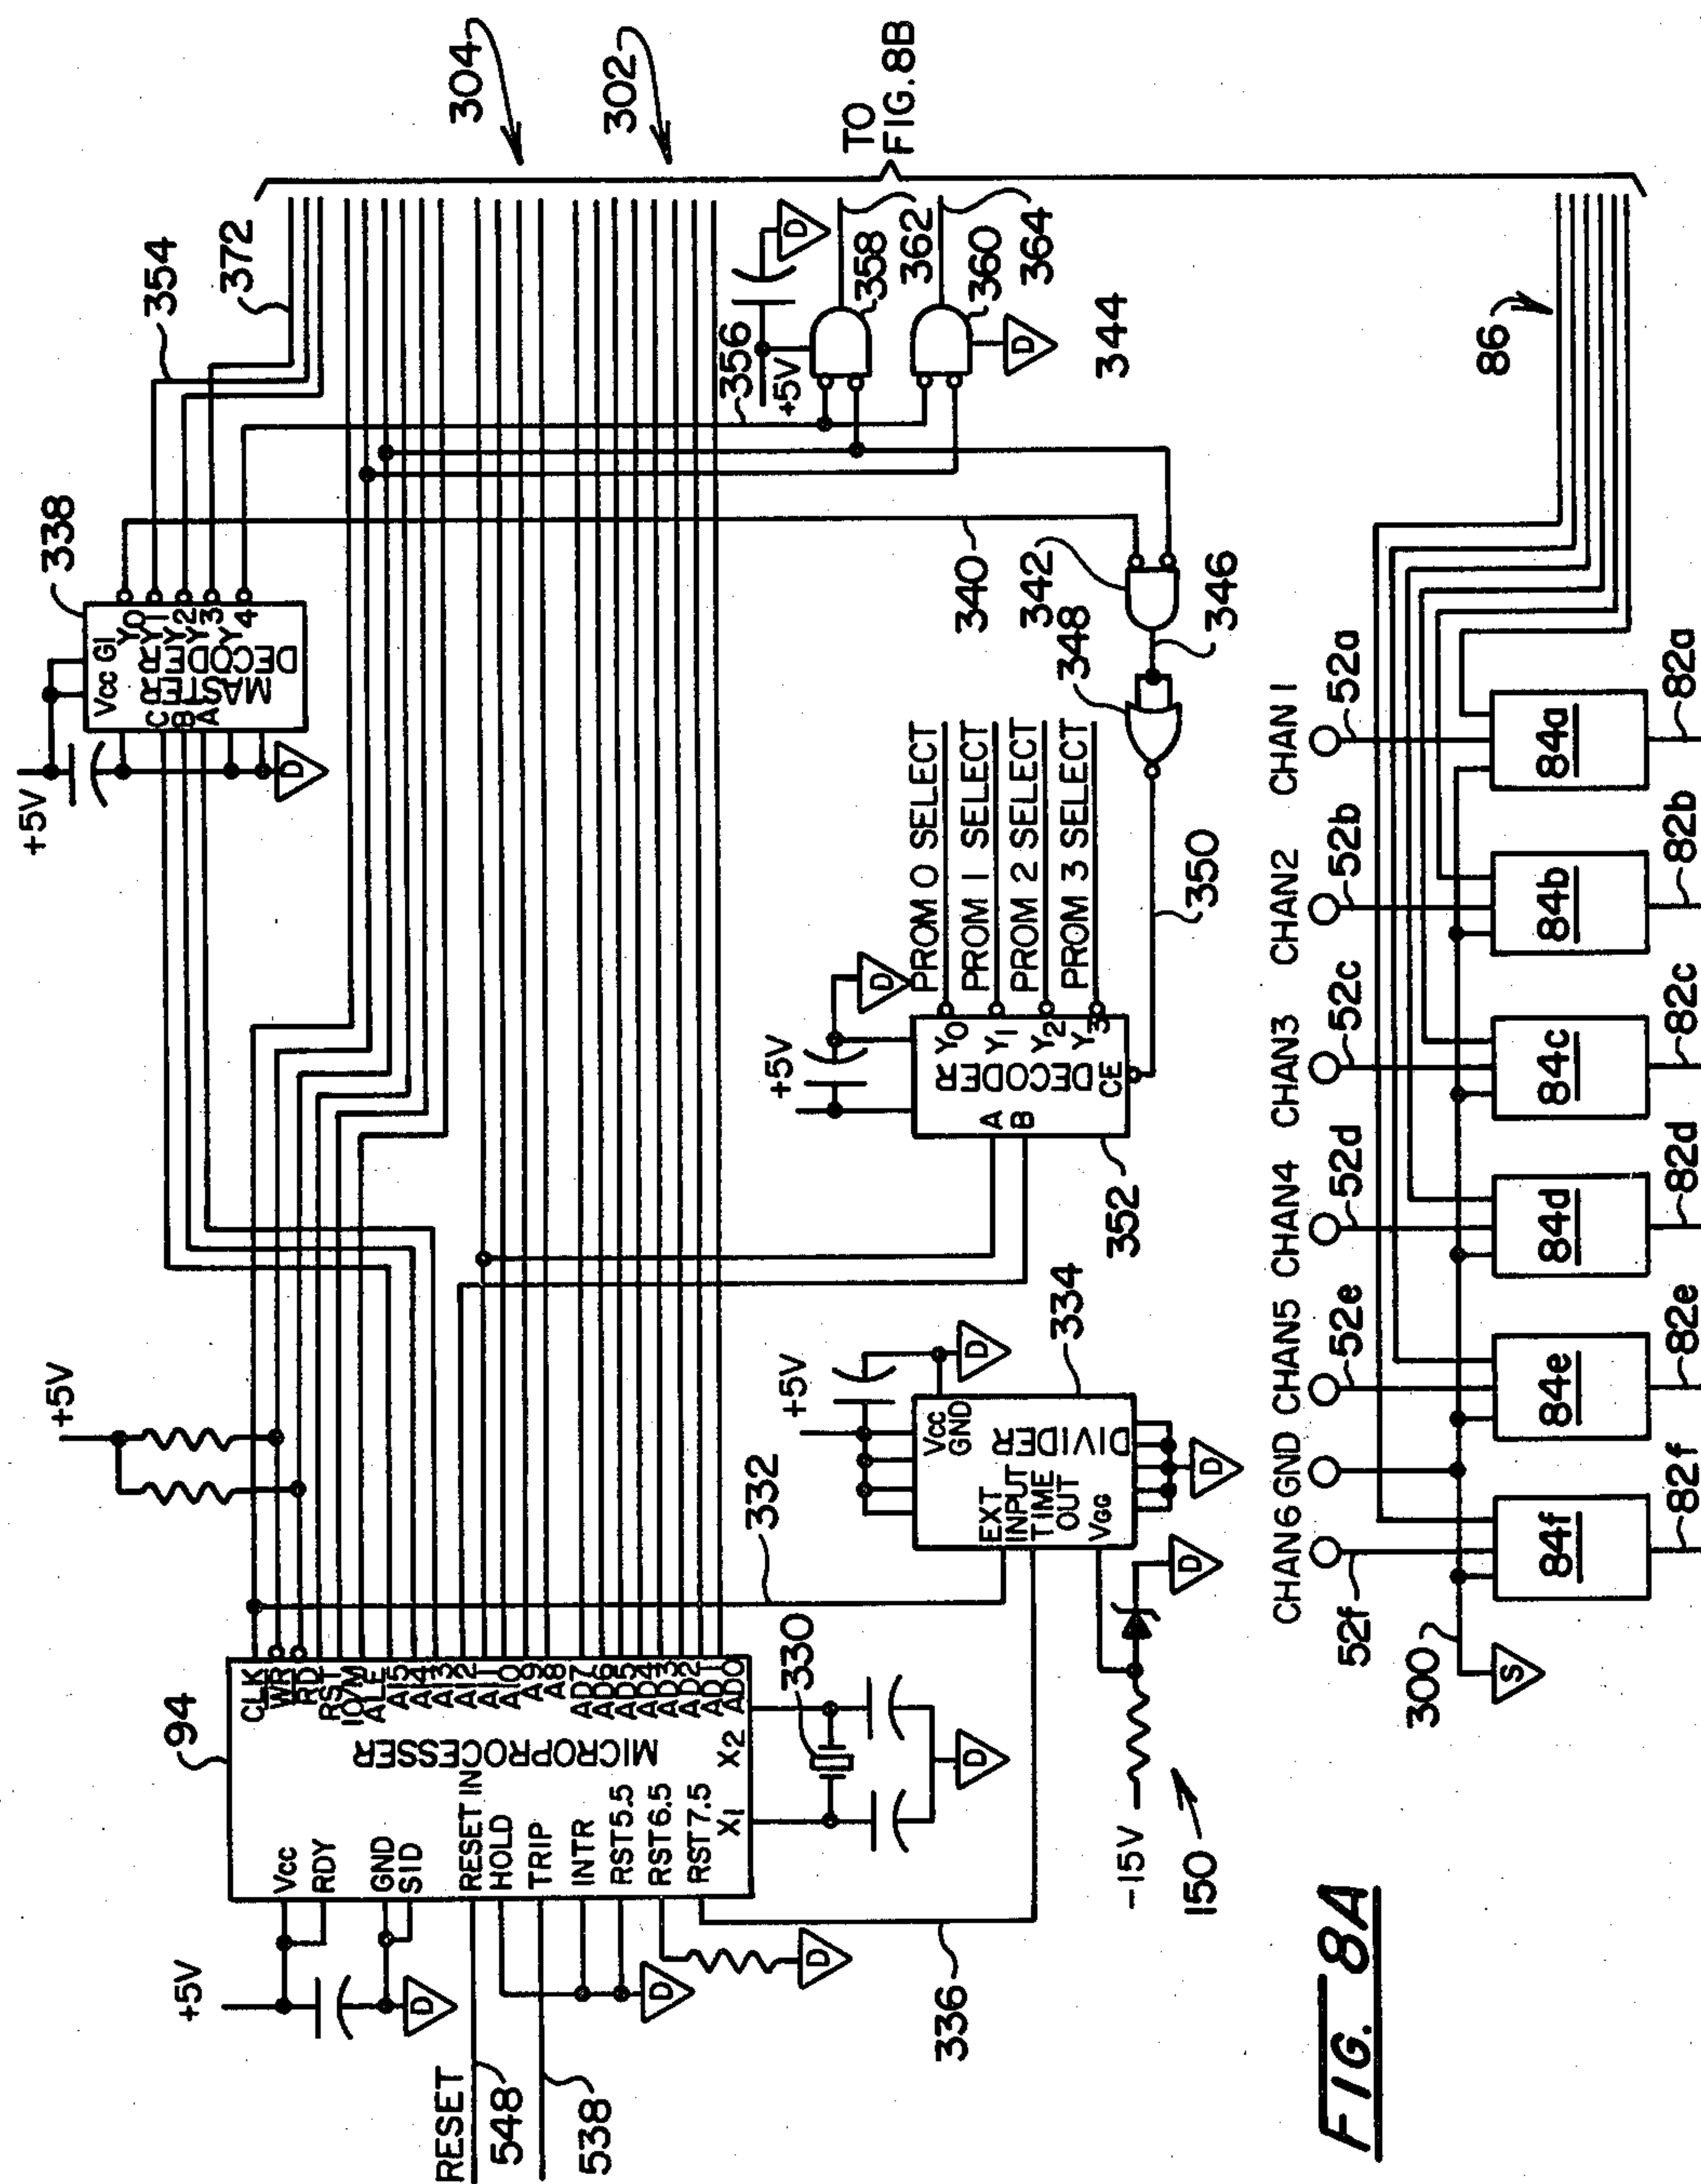 +5V
338
Vcc G1
C
B
A
MASTER
DECODER
Y0
Y1
Y2
Y3
Y4
D
354
372
304
302
TO
FIG. 8B
+5V
94
CLK
WR
RD
RST
IO/M
ALE
A15
A14
A13
A12
A11
A10
A9
A8
AD7
AD6
AD5
AD4
AD3
AD2
AD1
AD0
MICROPROCESSER
Vcc
RDY
GND
SID
RESET IN
HOLD
TRIP
INTR
RST5.5
RST6.5
RST7.5
X1
X2
+5V
D
RESET
548
538
D
D
336
330
D
332
+5V
D
334
Vcc
GND
DIVIDER
EXT
INPUT
TIME
OUT
VGG
D
D
-15V
150
+5V
D
DECODER
A
B
CE
Y0
Y1
Y2
Y3
352
PROM 0 SELECT
PROM 1 SELECT
PROM 2 SELECT
PROM 3 SELECT
350
340
342
348
346
356
+5V
D
358
362
360
364
D
344
86
CHAN6 GND CHAN5 CHAN4 CHAN3 CHAN2 CHAN1
52f
52e
52d
52c
52b
52a
300
S
84f
84e
84d
84c
84b
84a
82f
82e
82d
82c
82b
82a
FIG. 8A